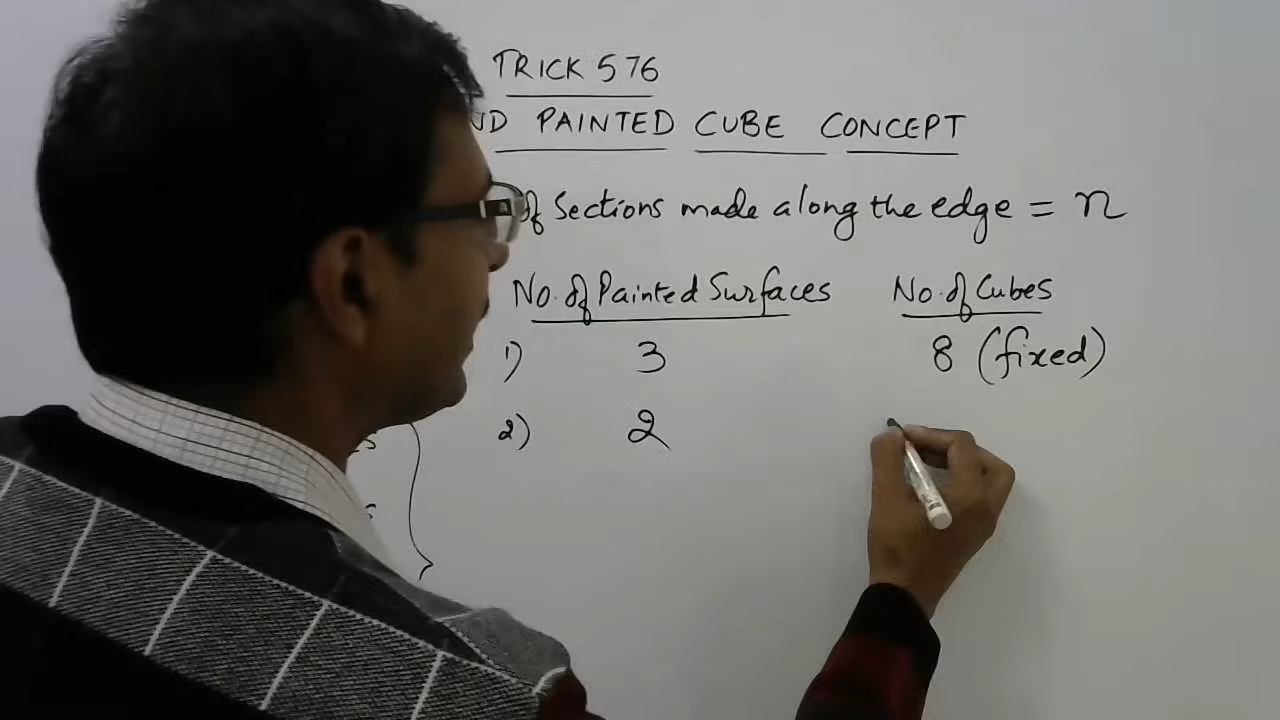 TRICK 576
ND PAINTED CUBE CONCEPT
of Sections made along the edge = n
No. of Painted Surfaces No. of Cubes
1) 3 8 (fixed)
2) 2